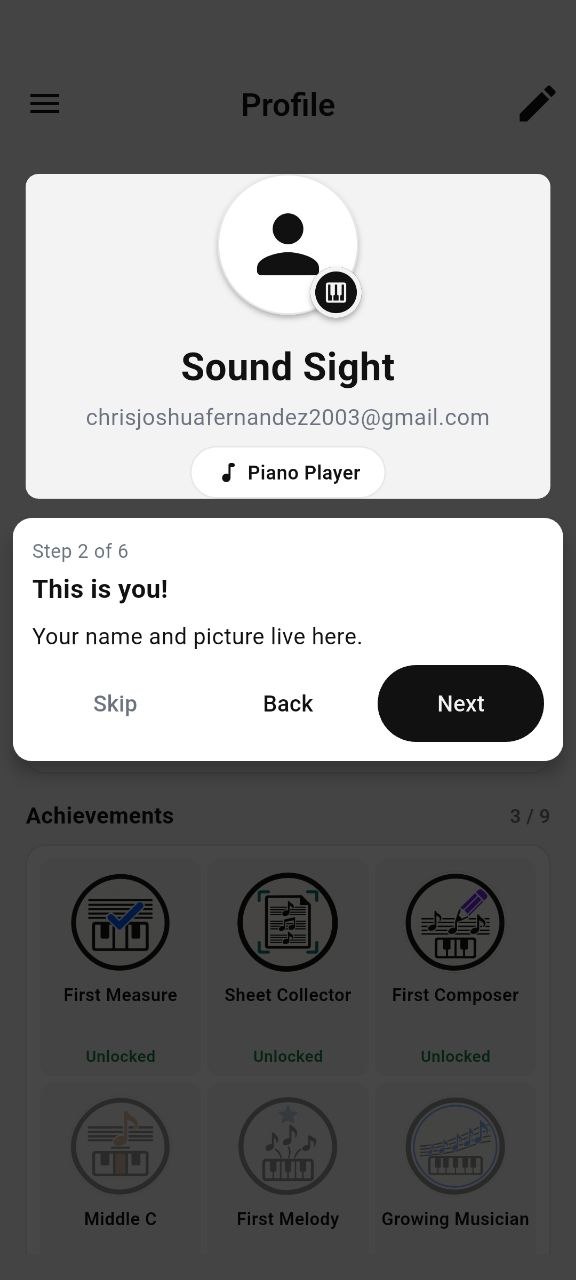 Profile
Sound Sight
chrisjoshuafernandez2003@gmail.com
Piano Player
Step 2 of 6
This is you!
Your name and picture live here.
Skip Back Next
Achievements 3 / 9
First Measure Sheet Collector First Composer
Unlocked Unlocked Unlocked
Middle C First Melody Growing Musician